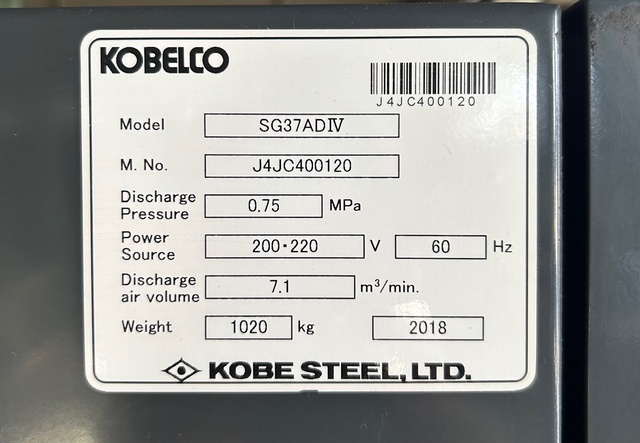 KOBELCO
J4JC400120
Model SG37ADⅣ
M. No. J4JC400120
Discharge
Pressure 0.75 MPa
Power
Source 200・220 V 60 Hz
Discharge
air volume 7.1 m³/min.
Weight 1020 kg 2018
KOBE STEEL, LTD.